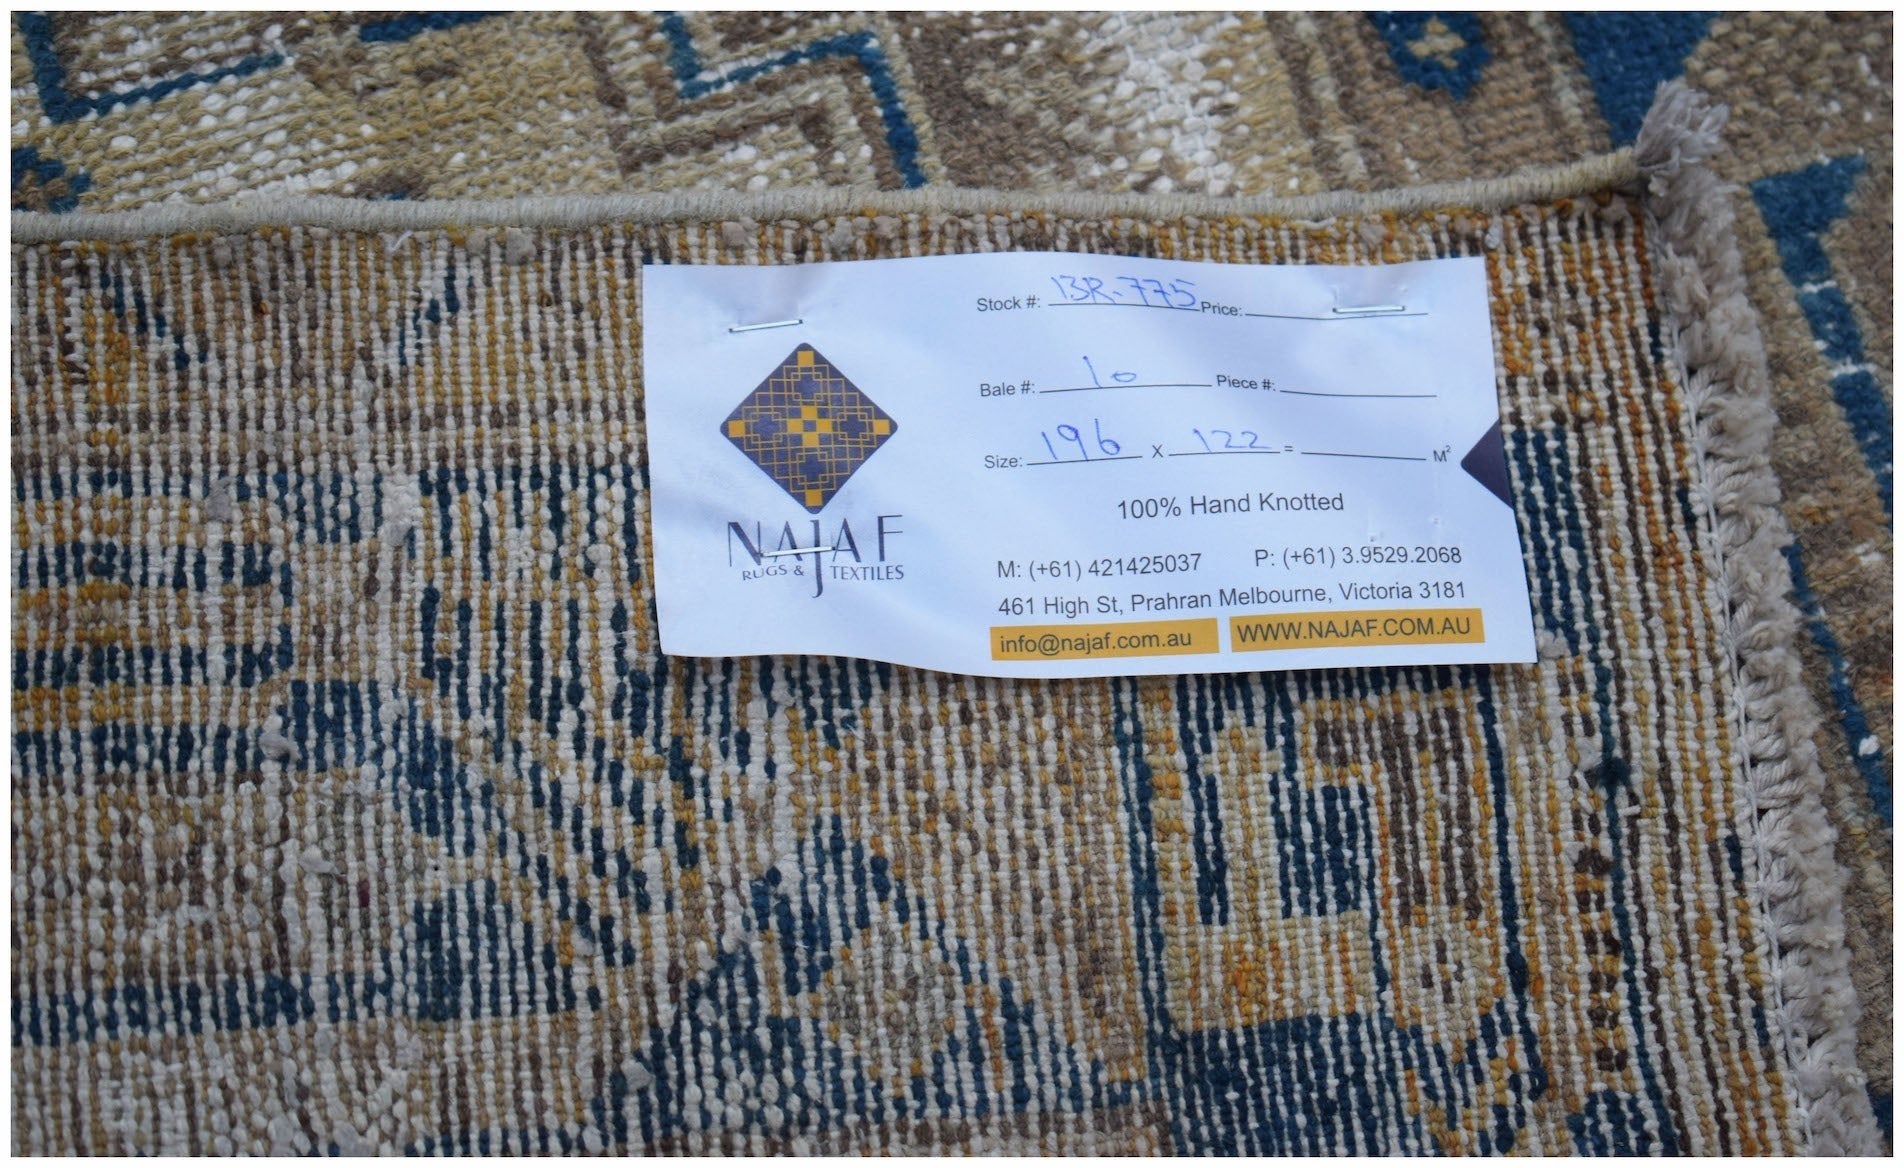 Stock #: BR-775 Price:
Bale #: 10 Piece #:
Size: 196 X 122 = M²
100% Hand Knotted
NAJAF
RUGS & TEXTILES
M: (+61) 421425037 P: (+61) 3.9529.2068
461 High St, Prahran Melbourne, Victoria 3181
info@najaf.com.au WWW.NAJAF.COM.AU